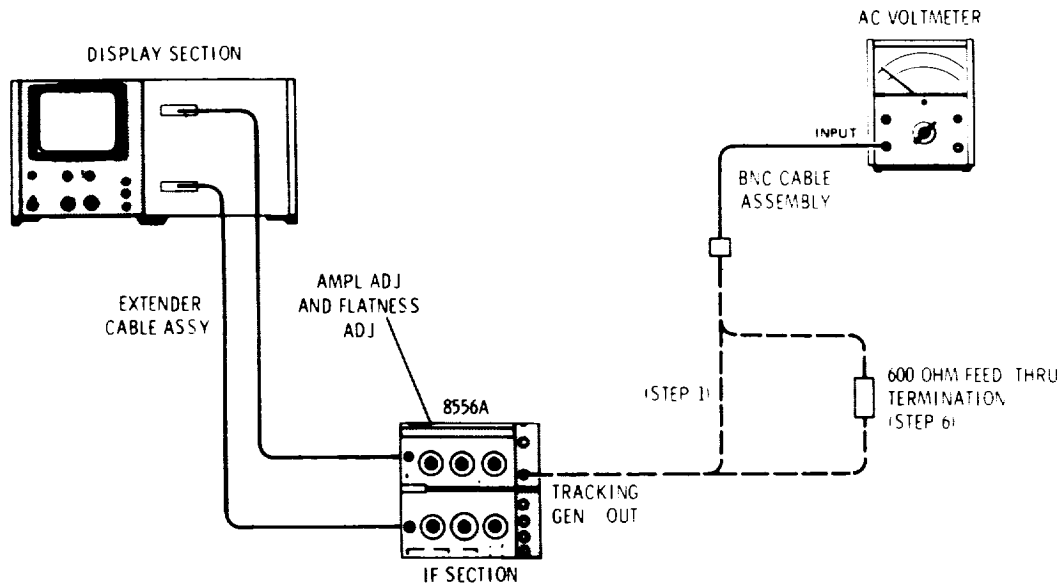 AC VOLTMETER
DISPLAY SECTION
INPUT
BNC CABLE
ASSEMBLY
AMPL ADJ
AND FLATNESS
ADJ
EXTENDER
CABLE ASSY
(STEP 1)
600 OHM FEED THRU
TERMINATION
(STEP 6)
8556A
TRACKING
GEN OUT
IF SECTION